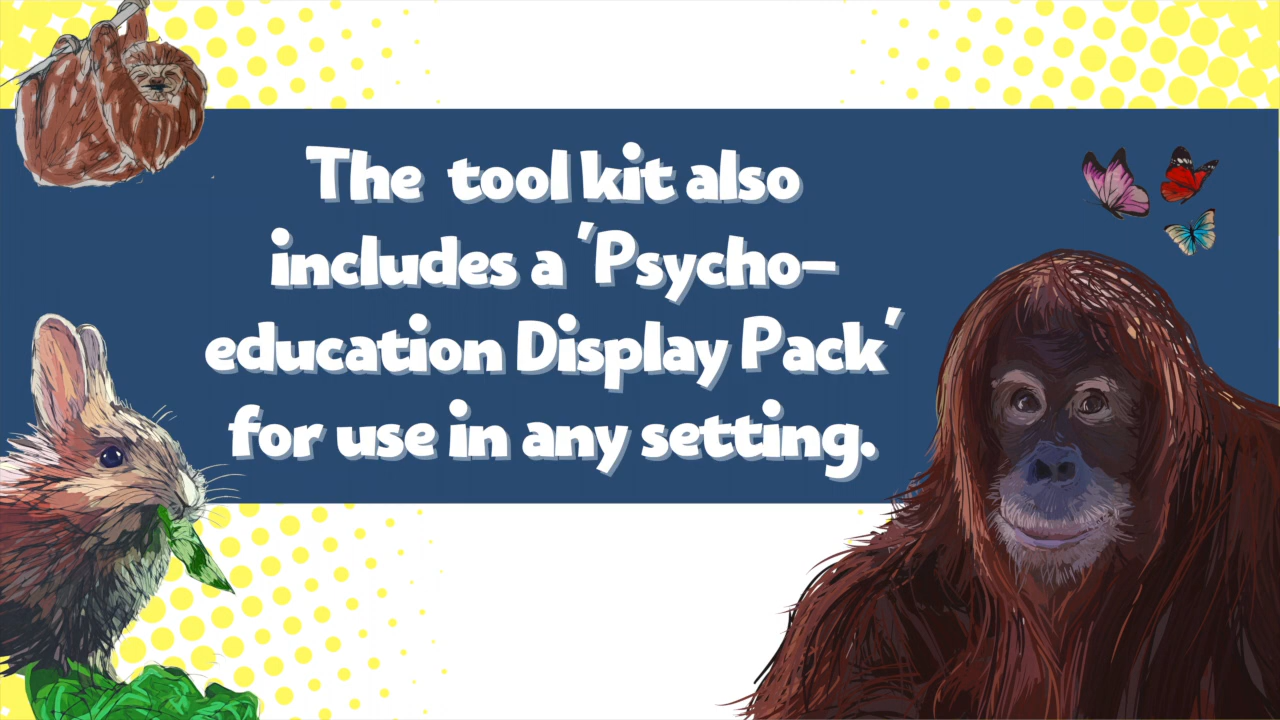 The tool kit also
includes a 'Psycho-
education Display Pack'
for use in any setting.